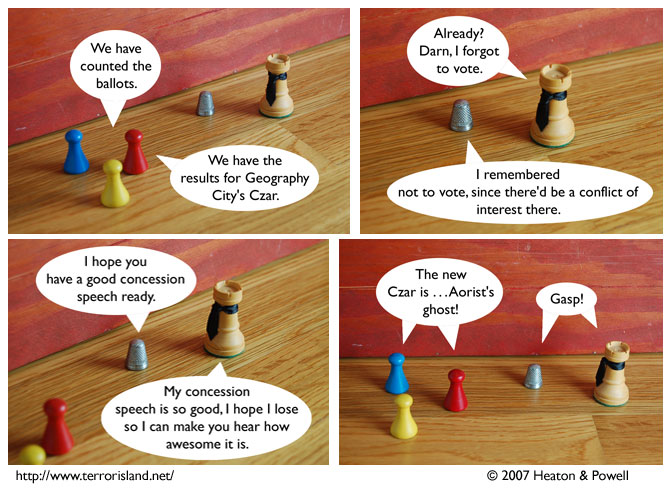 We have
counted the
ballots.
We have the
results for Geography
City's Czar.
Already?
Darn, I forgot
to vote.
I remembered
not to vote, since there'd be a conflict of
interest there.
I hope you
have a good concession
speech ready.
My concession
speech is so good, I hope I lose
so I can make you hear how
awesome it is.
The new
Czar is . . .Aorist's
ghost!
Gasp!
http://www.terrorisland.net/
© 2007 Heaton & Powell